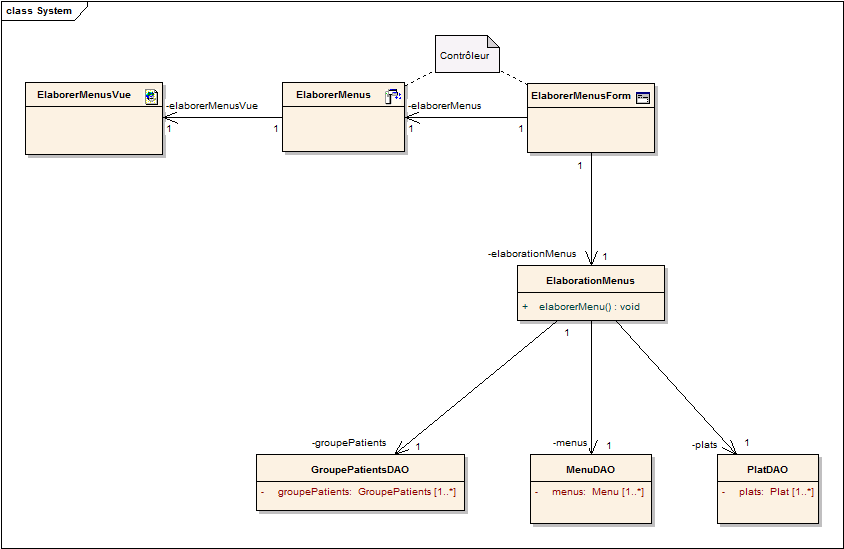 class System
Contrôleur
ElaborerMenusVue
ElaborerMenus
ElaborerMenusForm
-elaborerMenusVue
-elaborerMenus
1
1
1
1
1
-elaborationMenus
1
ElaborationMenus
+ elaborerMenu() : void
1
-groupePatients
1
-menus
1
-plats
1
GroupePatientsDAO
MenuDAO
PlatDAO
- groupePatients: GroupePatients [1..*]
- menus: Menu [1..*]
- plats: Plat [1..*]